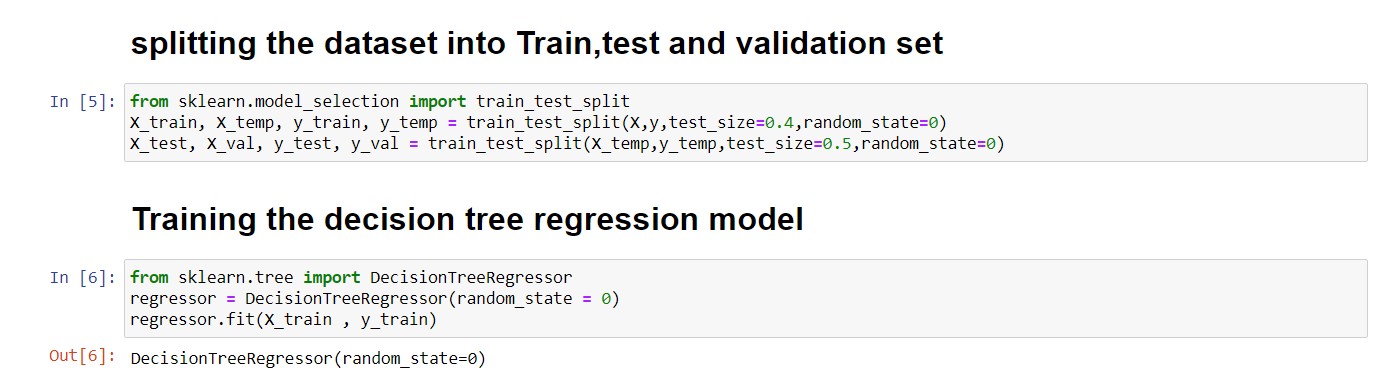 splitting the dataset into Train,test and validation set
In [5]: from sklearn.model_selection import train_test_split
X_train, X_temp, y_train, y_temp = train_test_split(X,y,test_size=0.4,random_state=0)
X_test, X_val, y_test, y_val = train_test_split(X_temp,y_temp,test_size=0.5,random_state=0)
Training the decision tree regression model
In [6]: from sklearn.tree import DecisionTreeRegressor
regressor = DecisionTreeRegressor(random_state = 0)
regressor.fit(X_train , y_train)
Out[6]: DecisionTreeRegressor(random_state=0)